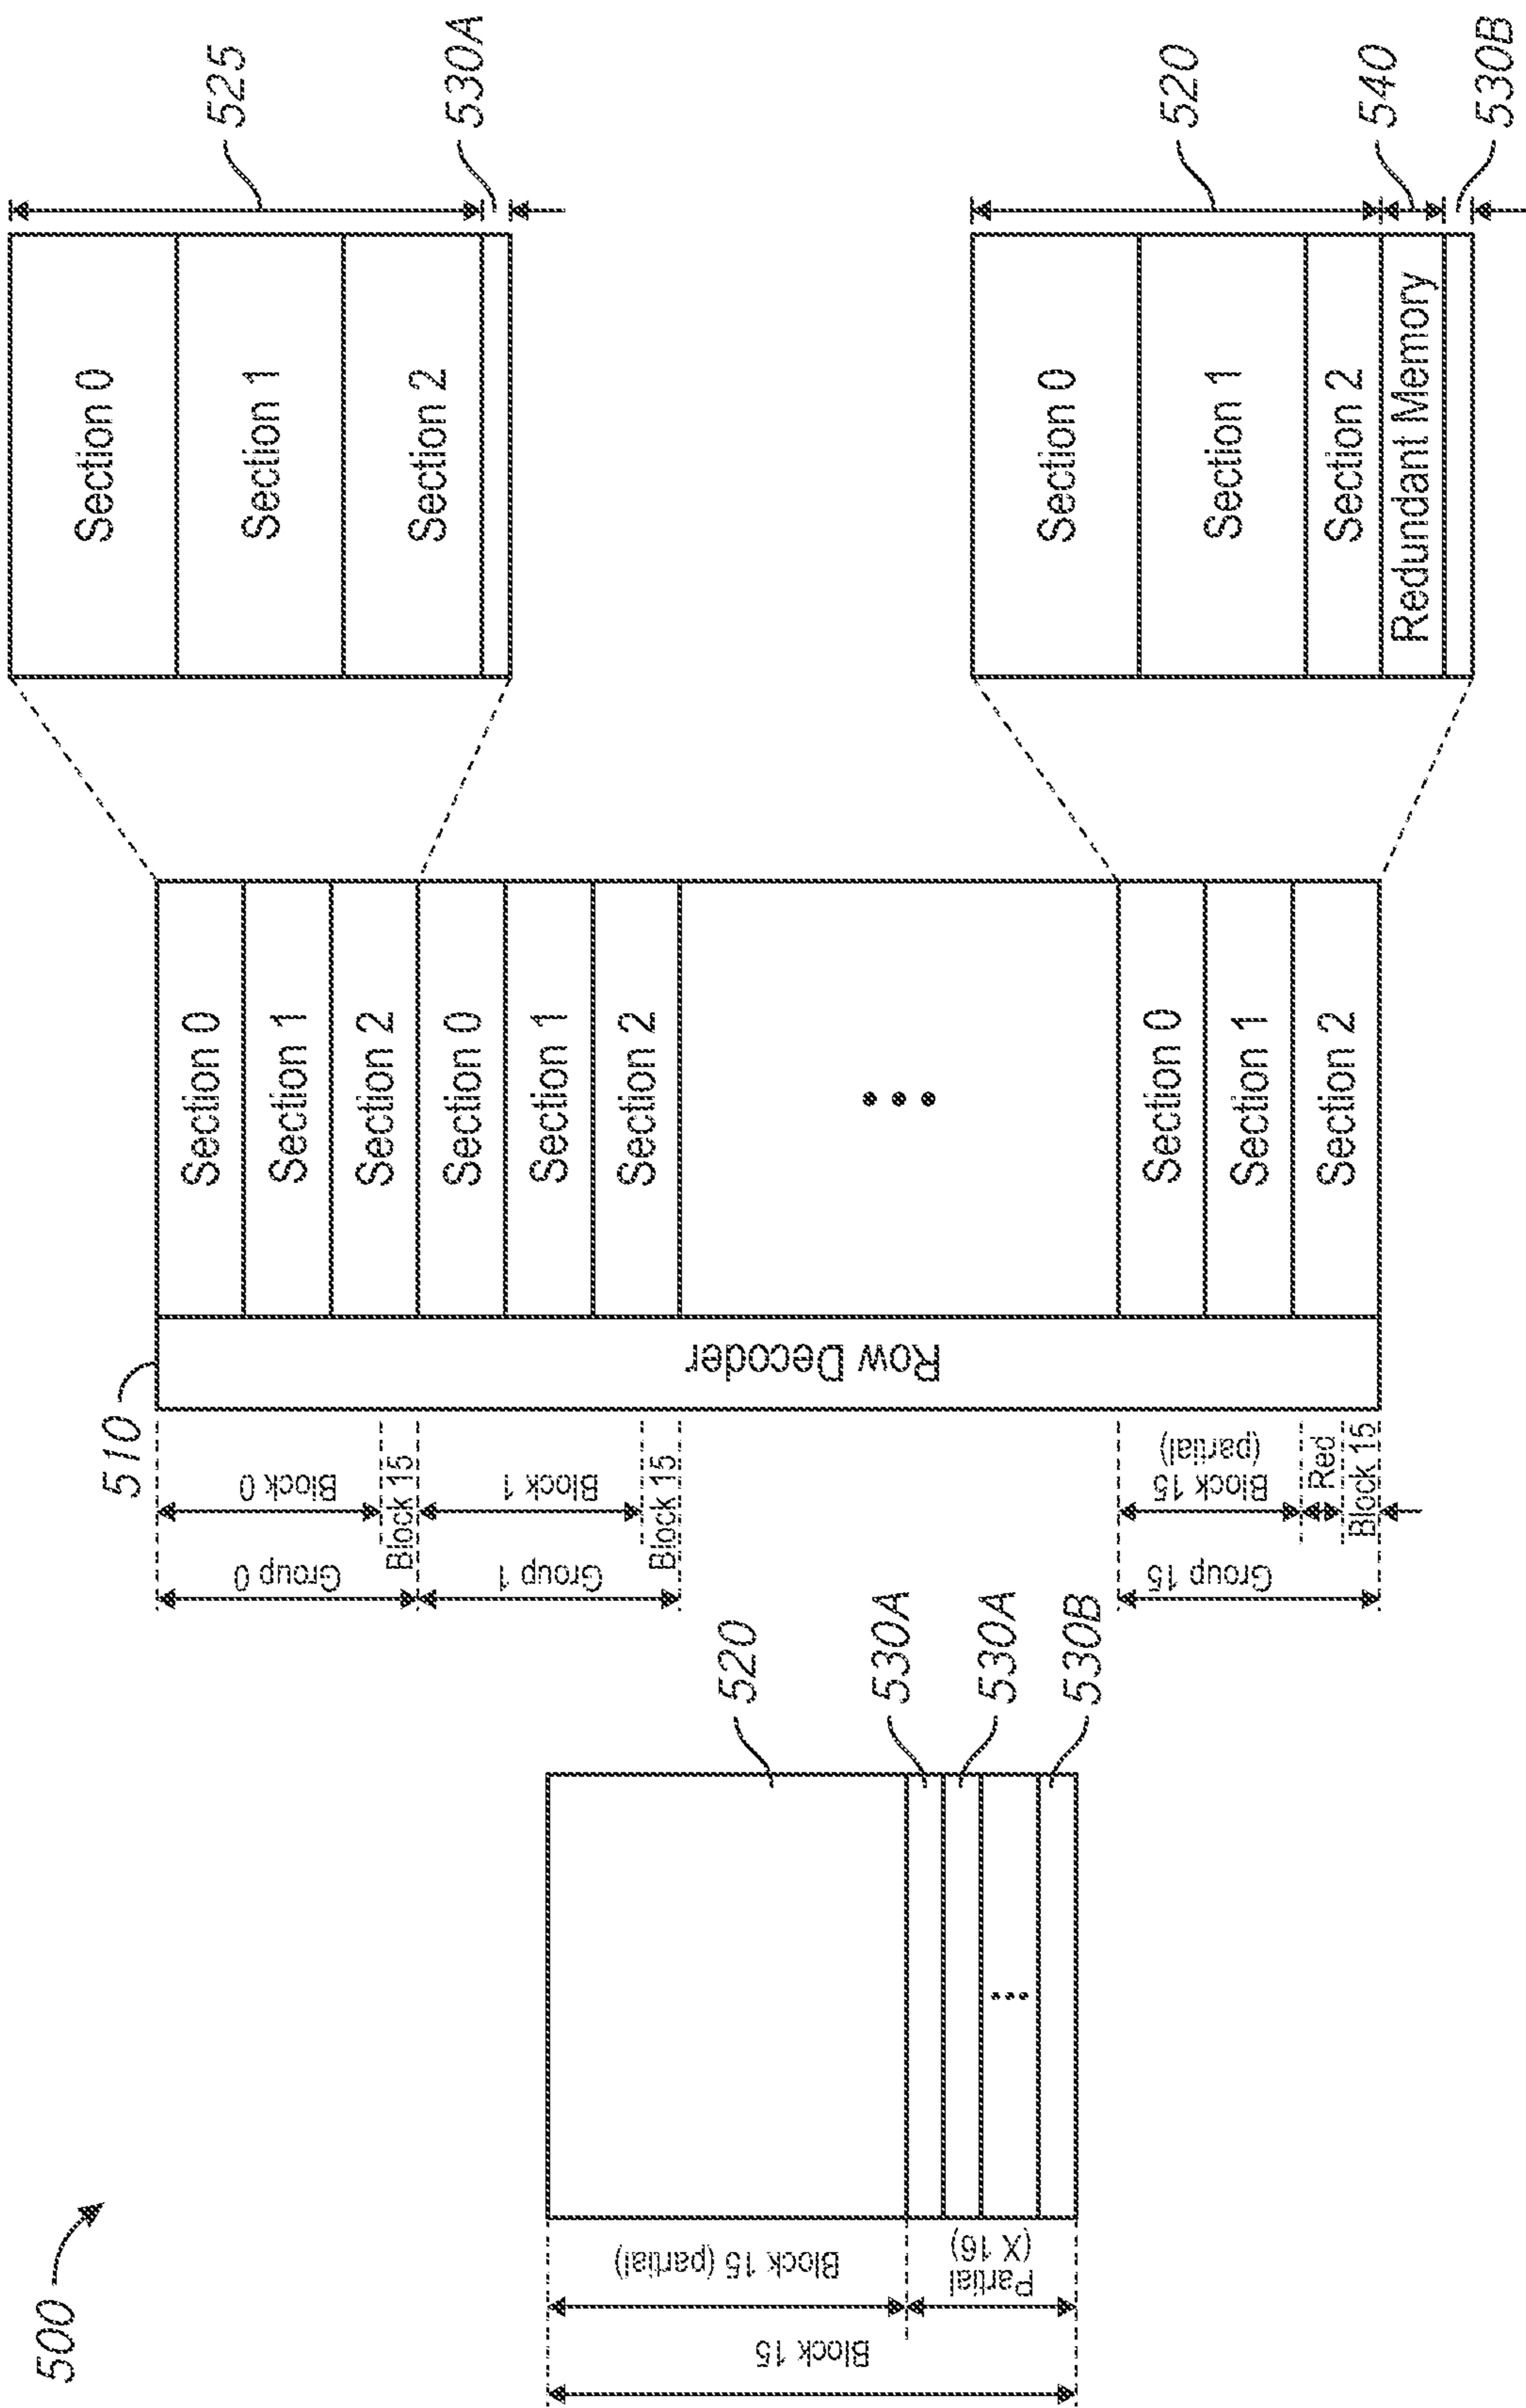 500
Block 15
Block 15 (partial)
Partial
(X 16)
520
530A
530A
530B
...
510
Group 0
Block 0
Block 15
Group 1
Block 1
Block 15
Group 15
Block 15
(partial)
Red
Block 15
Row Decoder
Section 0
Section 1
Section 2
Section 0
Section 1
Section 2
...
Section 0
Section 1
Section 2
Section 0
Section 1
Section 2
525
530A
Section 0
Section 1
Section 2
Redundant Memory
520
540
530B